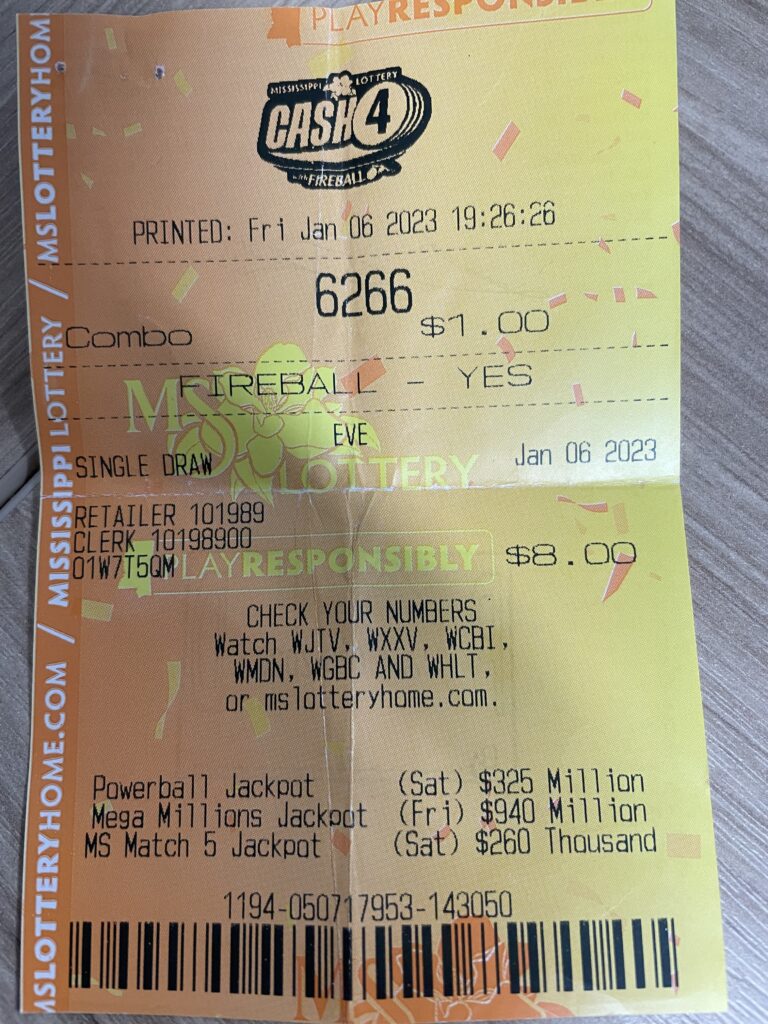 PLAYRESPONSIBLY
MISSISSIPPI LOTTERY
CASH 4
WITH FIREBALL
PRINTED: Fri Jan 06 2023 19:26:26
6266
Combo $1.00
FIREBALL - YES
EVE
SINGLE DRAW Jan 06 2023
MS LOTTERY
RETAILER 101989
CLERK 10198900
01W7T5QM
$8.00
PLAYRESPONSIBLY
CHECK YOUR NUMBERS
Watch WJTV, WXXV, WCBI,
WMDN, WGBC AND WHLT,
or mslotteryhome.com.
Powerball Jackpot (Sat) $325 Million
Mega Millions Jackpot (Fri) $940 Million
MS Match 5 Jackpot (Sat) $260 Thousand
1194-050717953-143050
MS
MSLOTTERYHOME.COM / MISSISSIPPI LOTTERY / MSLOTTERYHOM